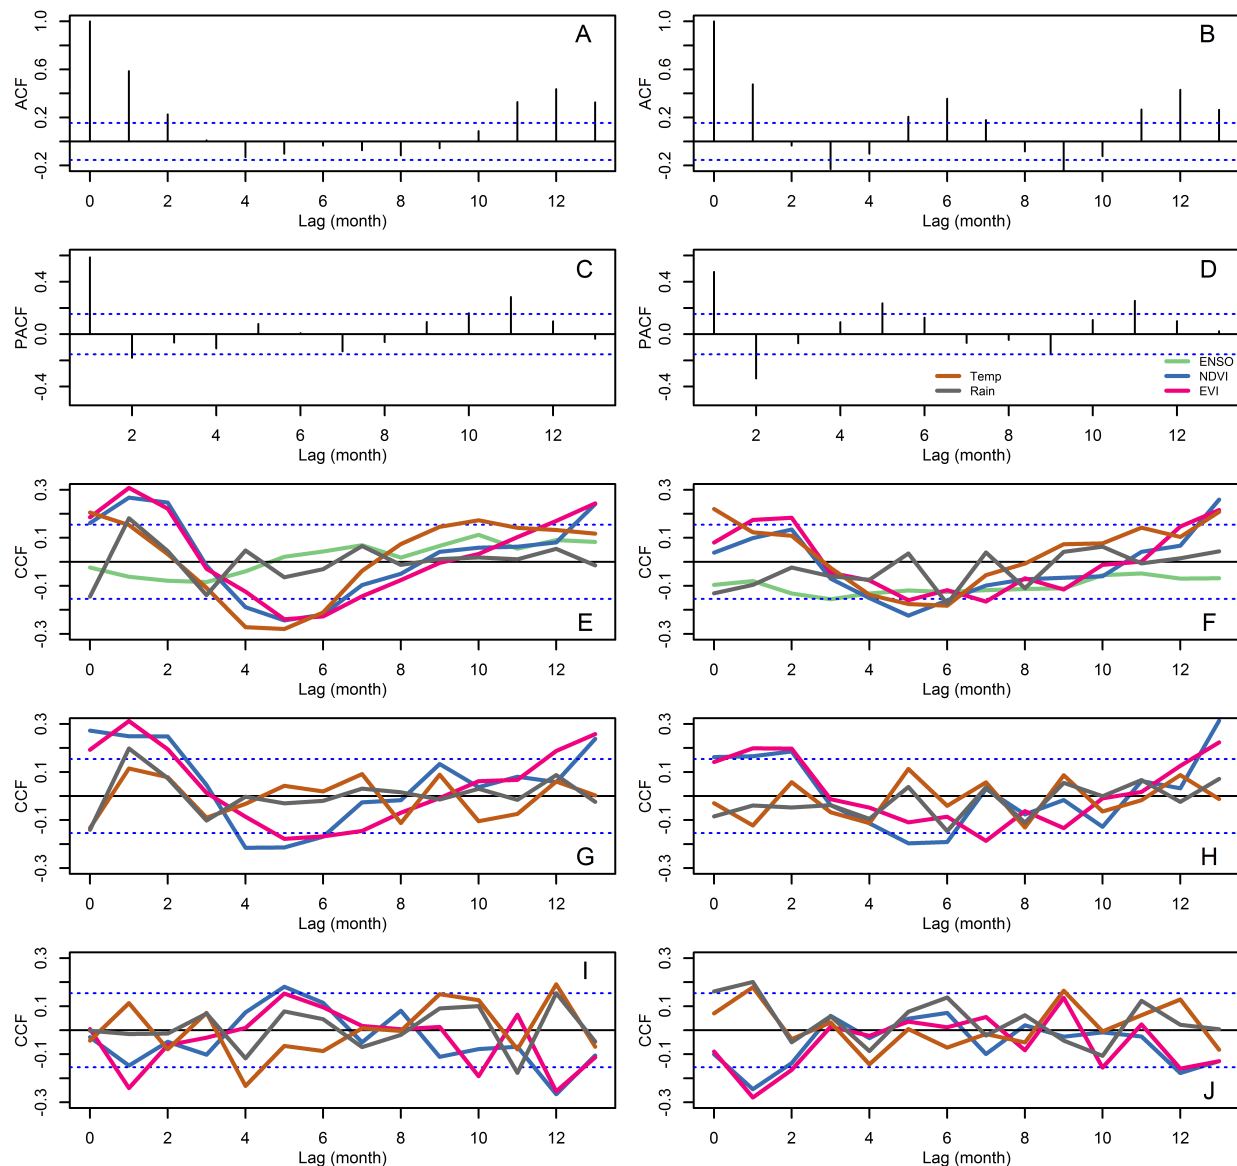 A
ACF
1.0
0.6
0.2
-0.2
0 2 4 6 8 10 12
Lag (month)
B
ACF
1.0
0.6
0.2
-0.2
0 2 4 6 8 10 12
Lag (month)
C
PACF
0.4
0.0
-0.4
2 4 6 8 10 12
Lag (month)
D
PACF
0.4
0.0
-0.4
Temp
Rain
ENSO
NDVI
EVI
2 4 6 8 10 12
Lag (month)
E
CCF
0.3
0.1
-0.1
-0.3
0 2 4 6 8 10 12
Lag (month)
F
CCF
0.3
0.1
-0.1
-0.3
0 2 4 6 8 10 12
Lag (month)
G
CCF
0.3
0.1
-0.1
-0.3
0 2 4 6 8 10 12
Lag (month)
H
CCF
0.3
0.1
-0.1
-0.3
0 2 4 6 8 10 12
Lag (month)
I
CCF
0.3
0.1
-0.1
-0.3
0 2 4 6 8 10 12
Lag (month)
J
CCF
0.3
0.1
-0.1
-0.3
0 2 4 6 8 10 12
Lag (month)